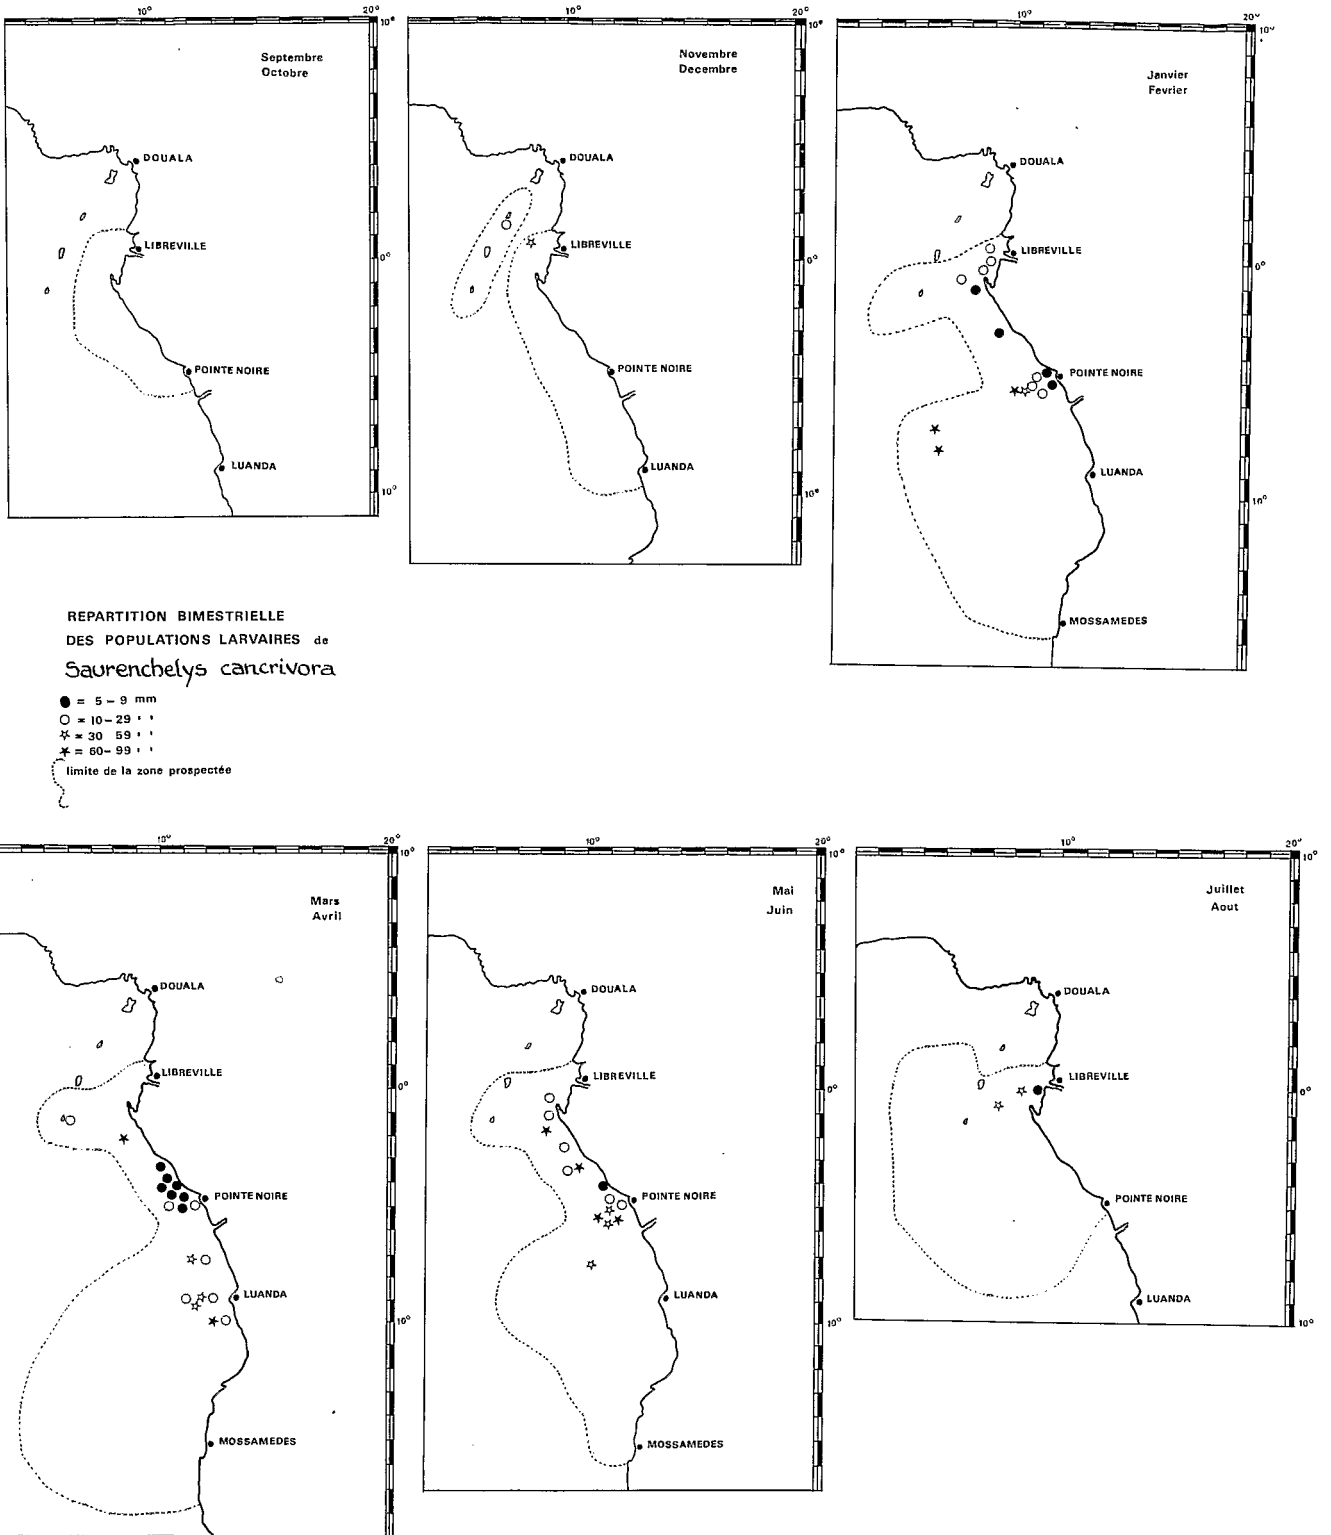 10° 20°
10°
Septembre
Octobre
DOUALA
LIBREVILLE
0°
POINTE NOIRE
LUANDA
10°
10° 20°
10°
Novembre
Decembre
DOUALA
LIBREVILLE
0°
POINTE NOIRE
LUANDA
10°
10° 20°
10°
Janvier
Fevrier
DOUALA
LIBREVILLE
0°
POINTE NOIRE
LUANDA
10°
MOSSAMEDES
REPARTITION BIMESTRIELLE
DES POPULATIONS LARVAIRES de
Saurenchelys cancrivora
● = 5-9 mm
○ = 10-29 " "
☆ = 30 59 " "
★ = 60-99 " "
limite de la zone prospectée
10° 20°
10°
Mars
Avril
DOUALA
LIBREVILLE
0°
POINTE NOIRE
LUANDA
10°
MOSSAMEDES
10° 20°
10°
Mai
Juin
DOUALA
LIBREVILLE
0°
POINTE NOIRE
LUANDA
10°
MOSSAMEDES
10° 20°
10°
Juillet
Aout
DOUALA
LIBREVILLE
0°
POINTE NOIRE
LUANDA
10°